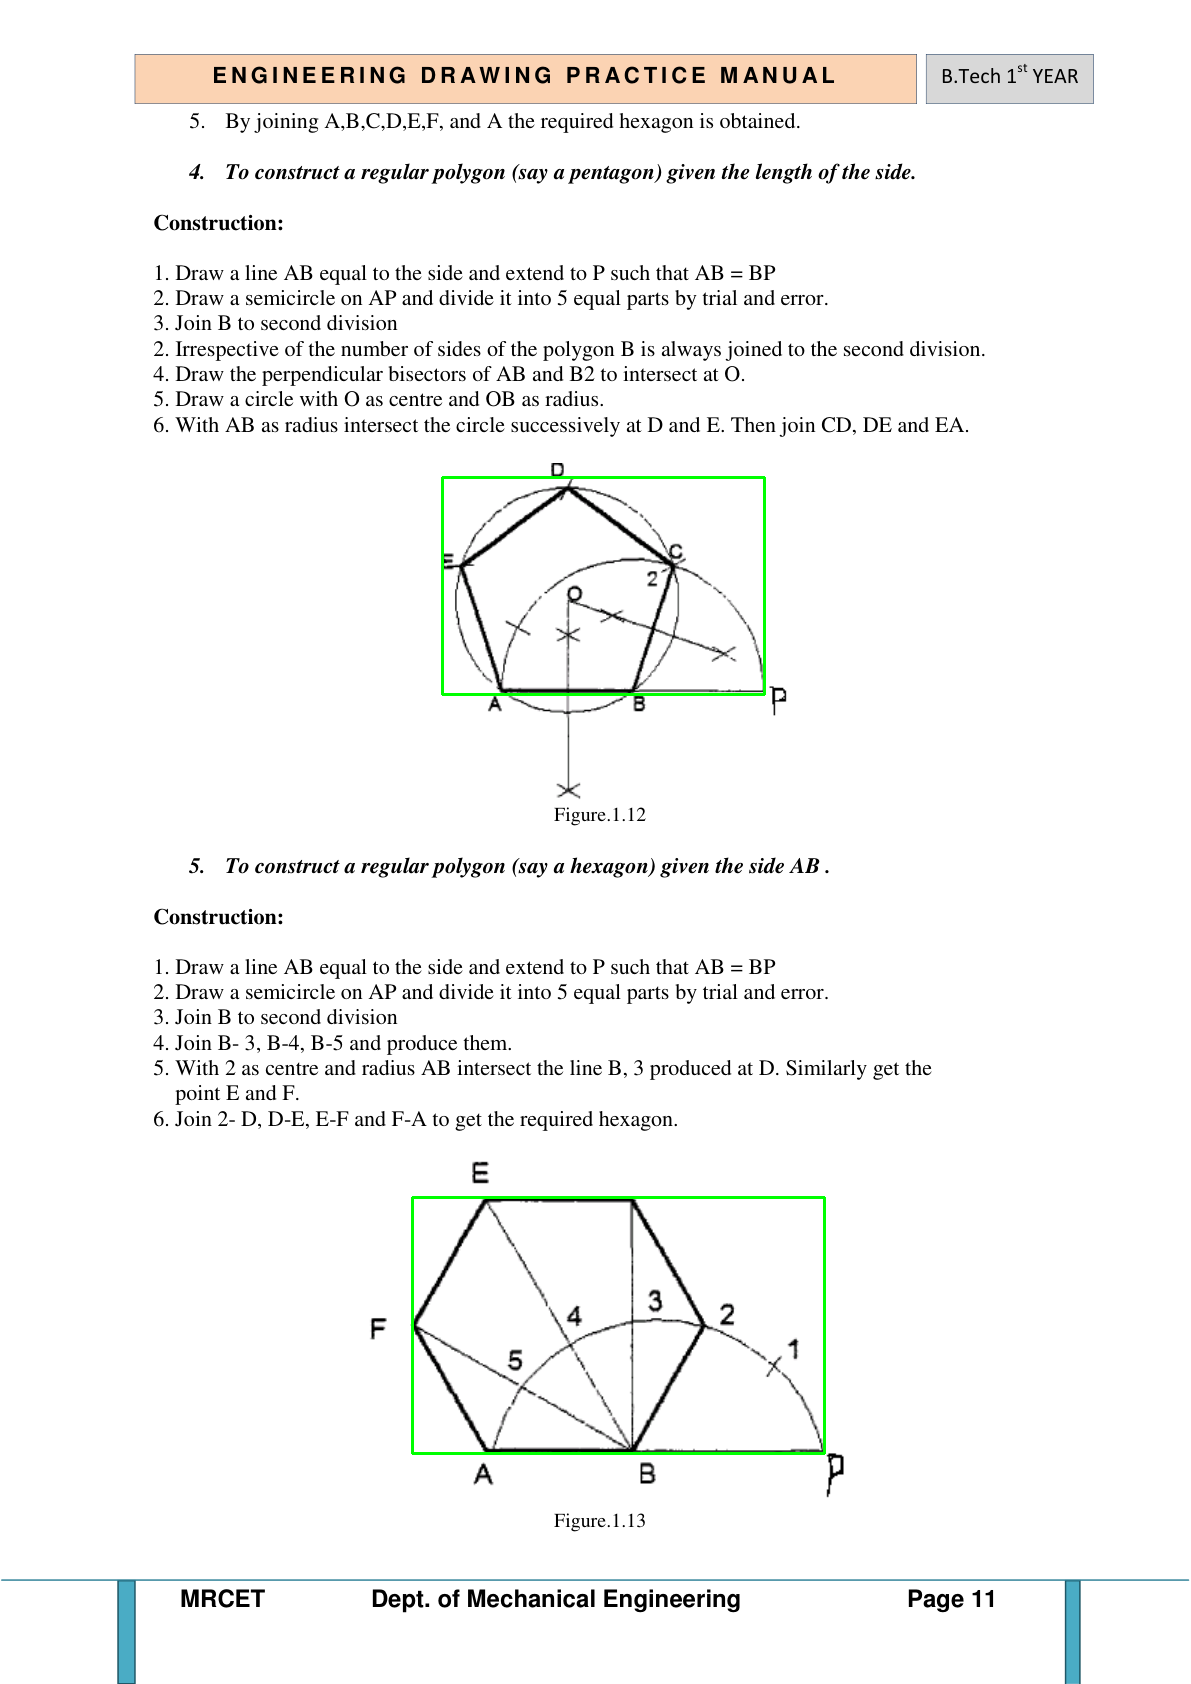 ENGINEERING DRAWING PRACTICE MANUAL
B.Tech 1st YEAR
5. By joining A,B,C,D,E,F, and A the required hexagon is obtained.
4. To construct a regular polygon (say a pentagon) given the length of the side.
Construction:
1. Draw a line AB equal to the side and extend to P such that AB = BP
2. Draw a semicircle on AP and divide it into 5 equal parts by trial and error.
3. Join B to second division
2. Irrespective of the number of sides of the polygon B is always joined to the second division.
4. Draw the perpendicular bisectors of AB and B2 to intersect at O.
5. Draw a circle with O as centre and OB as radius.
6. With AB as radius intersect the circle successively at D and E. Then join CD, DE and EA.
D
E
C
2
O
A
B
P
Figure.1.12
5. To construct a regular polygon (say a hexagon) given the side AB .
Construction:
1. Draw a line AB equal to the side and extend to P such that AB = BP
2. Draw a semicircle on AP and divide it into 5 equal parts by trial and error.
3. Join B to second division
4. Join B- 3, B-4, B-5 and produce them.
5. With 2 as centre and radius AB intersect the line B, 3 produced at D. Similarly get the
point E and F.
6. Join 2- D, D-E, E-F and F-A to get the required hexagon.
E
F
4
3
2
1
5
A
B
P
Figure.1.13
MRCET Dept. of Mechanical Engineering Page 11